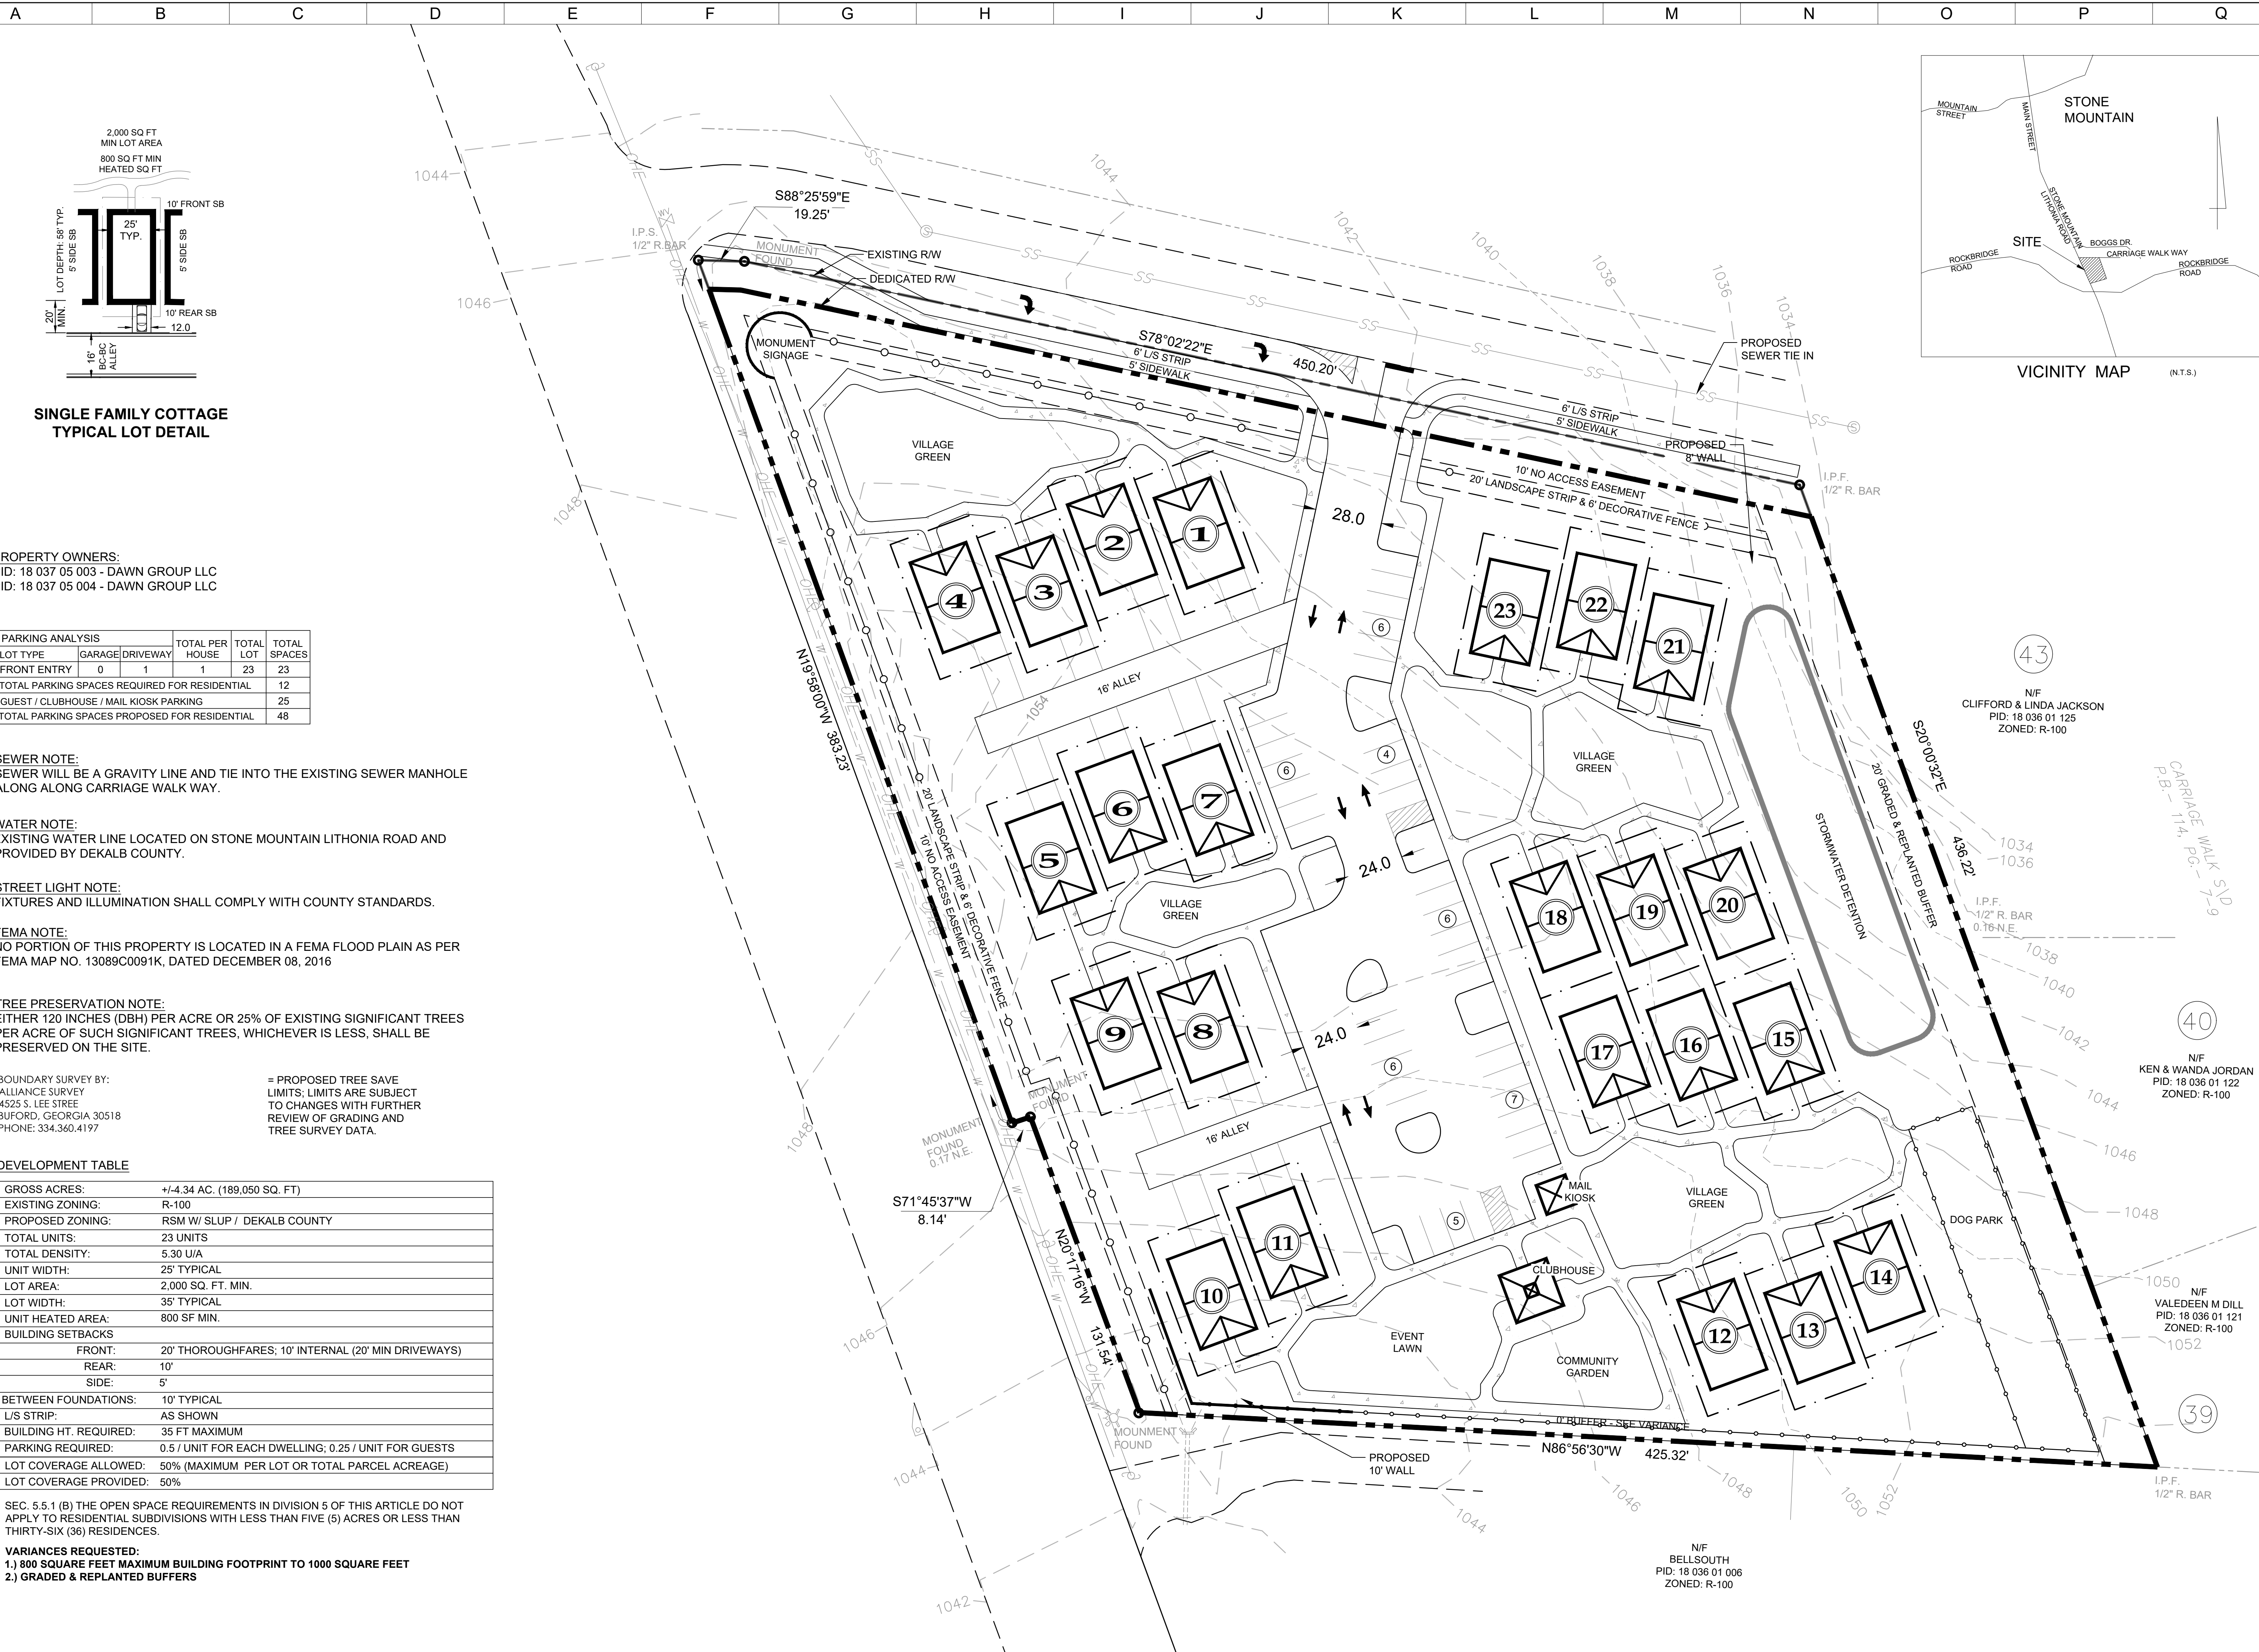 A B C D E F G H I J K L M N O P Q
2,000 SQ FT
MIN LOT AREA
800 SQ FT MIN
HEATED SQ FT
10' FRONT SB
25'
TYP.
LOT DEPTH: 58' TYP.
5' SIDE SB
5' SIDE SB
20'
MIN.
10' REAR SB
12.0
16'
BC-BC
ALLEY
SINGLE FAMILY COTTAGE
TYPICAL LOT DETAIL
ROPERTY OWNERS:
ID: 18 037 05 003 - DAWN GROUP LLC
ID: 18 037 05 004 - DAWN GROUP LLC
PARKING ANALYSIS TOTAL PER HOUSE TOTAL LOT TOTAL SPACES
LOT TYPE GARAGE DRIVEWAY
FRONT ENTRY 0 1 1 23 23
TOTAL PARKING SPACES REQUIRED FOR RESIDENTIAL 12
GUEST / CLUBHOUSE / MAIL KIOSK PARKING 25
TOTAL PARKING SPACES PROPOSED FOR RESIDENTIAL 48
SEWER NOTE:
SEWER WILL BE A GRAVITY LINE AND TIE INTO THE EXISTING SEWER MANHOLE
ALONG ALONG CARRIAGE WALK WAY.
WATER NOTE:
EXISTING WATER LINE LOCATED ON STONE MOUNTAIN LITHONIA ROAD AND
PROVIDED BY DEKALB COUNTY.
STREET LIGHT NOTE:
FIXTURES AND ILLUMINATION SHALL COMPLY WITH COUNTY STANDARDS.
FEMA NOTE:
NO PORTION OF THIS PROPERTY IS LOCATED IN A FEMA FLOOD PLAIN AS PER
FEMA MAP NO. 13089C0091K, DATED DECEMBER 08, 2016
TREE PRESERVATION NOTE:
EITHER 120 INCHES (DBH) PER ACRE OR 25% OF EXISTING SIGNIFICANT TREES
PER ACRE OF SUCH SIGNIFICANT TREES, WHICHEVER IS LESS, SHALL BE
PRESERVED ON THE SITE.
BOUNDARY SURVEY BY:
ALLIANCE SURVEY
4525 S. LEE STREE
BUFORD, GEORGIA 30518
PHONE: 334.360.4197
= PROPOSED TREE SAVE
LIMITS; LIMITS ARE SUBJECT
TO CHANGES WITH FURTHER
REVIEW OF GRADING AND
TREE SURVEY DATA.
DEVELOPMENT TABLE
GROSS ACRES: +/-4.34 AC. (189,050 SQ. FT)
EXISTING ZONING: R-100
PROPOSED ZONING: RSM W/ SLUP / DEKALB COUNTY
TOTAL UNITS: 23 UNITS
TOTAL DENSITY: 5.30 U/A
UNIT WIDTH: 25' TYPICAL
LOT AREA: 2,000 SQ. FT. MIN.
LOT WIDTH: 35' TYPICAL
UNIT HEATED AREA: 800 SF MIN.
BUILDING SETBACKS
FRONT: 20' THOROUGHFARES; 10' INTERNAL (20' MIN DRIVEWAYS)
REAR: 10'
SIDE: 5'
BETWEEN FOUNDATIONS: 10' TYPICAL
L/S STRIP: AS SHOWN
BUILDING HT. REQUIRED: 35 FT MAXIMUM
PARKING REQUIRED: 0.5 / UNIT FOR EACH DWELLING; 0.25 / UNIT FOR GUESTS
LOT COVERAGE ALLOWED: 50% (MAXIMUM PER LOT OR TOTAL PARCEL ACREAGE)
LOT COVERAGE PROVIDED: 50%
SEC. 5.5.1 (B) THE OPEN SPACE REQUIREMENTS IN DIVISION 5 OF THIS ARTICLE DO NOT
APPLY TO RESIDENTIAL SUBDIVISIONS WITH LESS THAN FIVE (5) ACRES OR LESS THAN
THIRTY-SIX (36) RESIDENCES.
VARIANCES REQUESTED:
1.) 800 SQUARE FEET MAXIMUM BUILDING FOOTPRINT TO 1000 SQUARE FEET
2.) GRADED & REPLANTED BUFFERS
1044
1046
1048
1048
1046
1044
1042
S88°25'59"E
19.25'
I.P.S.
1/2" R.BAR
WV
MONUMENT
FOUND
EXISTING R/W
DEDICATED R/W
MONUMENT
SIGNAGE
S78°02'22"E
450.20'
6' L/S STRIP
5' SIDEWALK
6' L/S STRIP
5' SIDEWALK
PROPOSED
SEWER TIE IN
PROPOSED
8' WALL
10' NO ACCESS EASEMENT
20' LANDSCAPE STRIP & 6' DECORATIVE FENCE
I.P.F.
1/2" R. BAR
SS SS SS SS SS SS SS SS SS
S S
1044
1042
1040
1038
1036
1034
VILLAGE
GREEN
4 3 2 1
28.0
23 22 21
6
16' ALLEY
1054
N19°58'00"W 383.23'
20' LANDSCAPE STRIP & 6' DECORATIVE FENCE
10' NO ACCESS EASEMENT
OHE OHE OHE OHE OHE OHE OHE
W W W W W W
5 6 7
6
4
VILLAGE
GREEN
VILLAGE
GREEN
24.0
6
18 19 20
STORMWATER DETENTION
20' GRADED & REPLANTED BUFFER
S20°00'32"E
436.22'
9 8
24.0
6
7
17 16 15
MONUMENT
FOUND
MONUMENT
FOUND
0.17 N.E.
S71°45'37"W
8.14'
16' ALLEY
MAIL
KIOSK
5
VILLAGE
GREEN
DOG PARK
N20°17'16"W
131.54'
10 11
CLUBHOUSE
EVENT
LAWN
COMMUNITY
GARDEN
12 13 14
0' BUFFER - SEE VARIANCE
MOUNMENT
FOUND
PROPOSED
10' WALL
N86°56'30"W 425.32'
1044
1046
1048
1050
1052
N/F
BELLSOUTH
PID: 18 036 01 006
ZONED: R-100
I.P.F.
1/2" R. BAR
43
N/F
CLIFFORD & LINDA JACKSON
PID: 18 036 01 125
ZONED: R-100
CARRIAGE WALK S\D
P.B.- 114, PG.- 7-9
1034
1036
I.P.F.
1/2" R. BAR
0.16 N.E.
1038
1040
1042
1044
1046
1048
1050
1052
40
N/F
KEN & WANDA JORDAN
PID: 18 036 01 122
ZONED: R-100
N/F
VALEDEEN M DILL
PID: 18 036 01 121
ZONED: R-100
39
STONE
MOUNTAIN
MOUNTAIN
STREET
MAIN STREET
STONE MOUNTAIN
LITHONIA ROAD
SITE
BOGGS DR.
CARRIAGE WALK WAY
ROCKBRIDGE
ROAD
ROCKBRIDGE
ROAD
VICINITY MAP (N.T.S.)